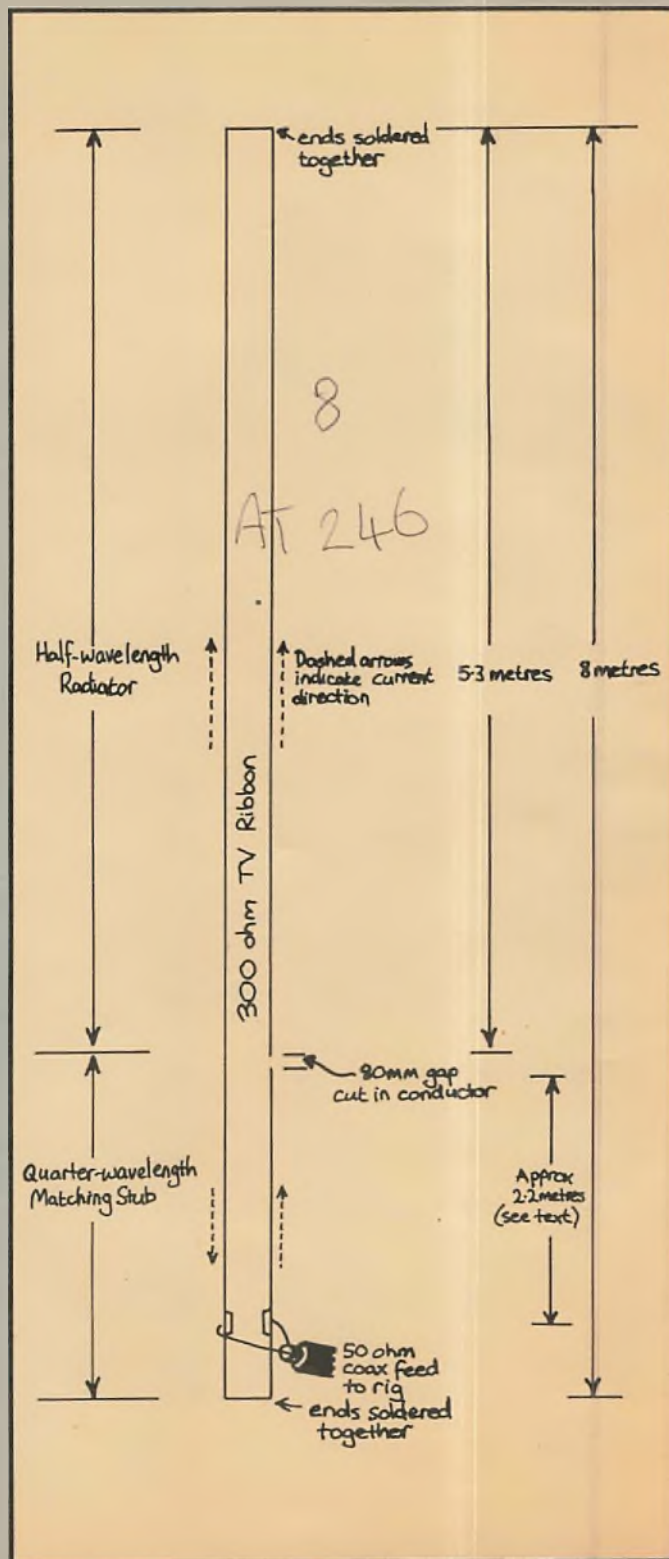 ends soldered
together
8
AT 246
Half-wavelength
Radiator
Dashed arrows
indicate current
direction
5·3 metres
8 metres
300 ohm TV Ribbon
80mm gap
cut in conductor
Quarter-wavelength
Matching Stub
Approx
2·2metres
(see text)
50 ohm
coax feed
to rig
ends soldered
together